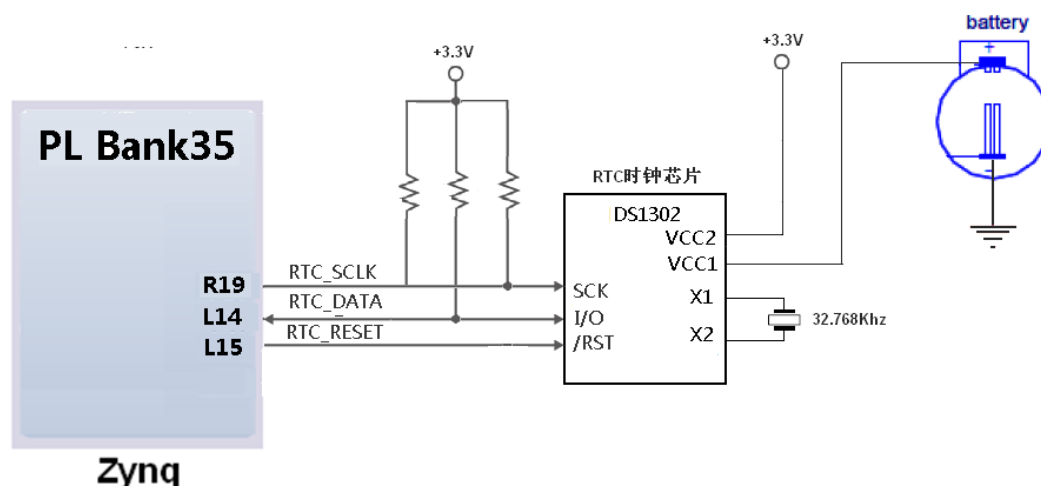 battery
+3.3V
+3.3V
PL Bank35
RTC时钟芯片
DS1302
VCC2
VCC1
R19
RTC_SCLK
SCK
X1
32.768Khz
L14
RTC_DATA
I/O
X2
L15
RTC_RESET
/RST
Zynq